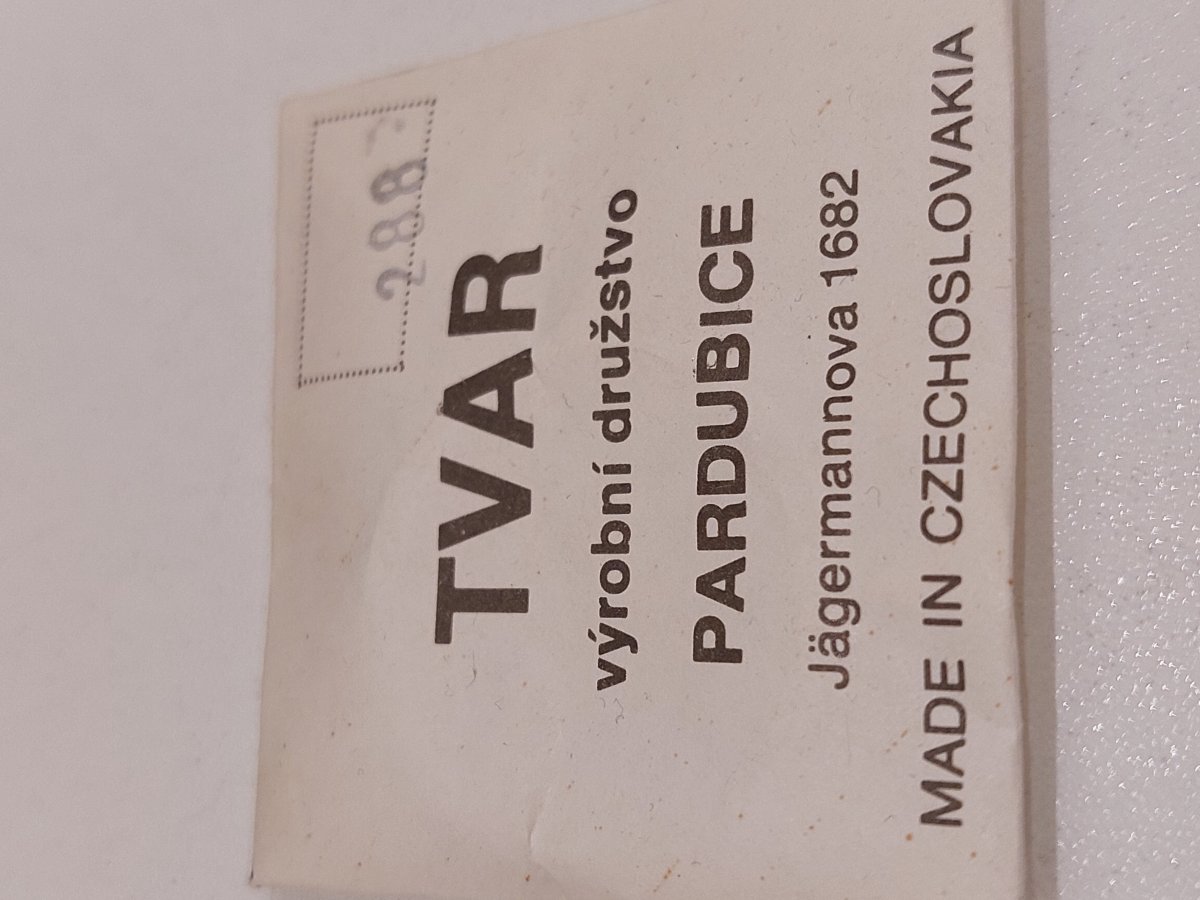 288
TVAR
výrobní družstvo
PARDUBICE
Jägermannova 1682
MADE IN CZECHOSLOVAKIA